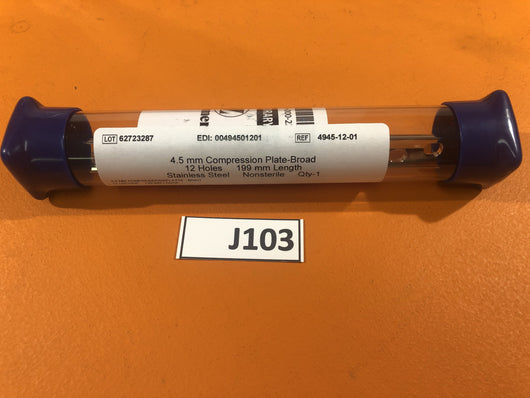 LOT 62723287 EDI: 00494501201 REF 4945-12-01
4.5 mm Compression Plate-Broad
12 Holes 199 mm Length
Stainless Steel Nonsterile Qty-1
J103